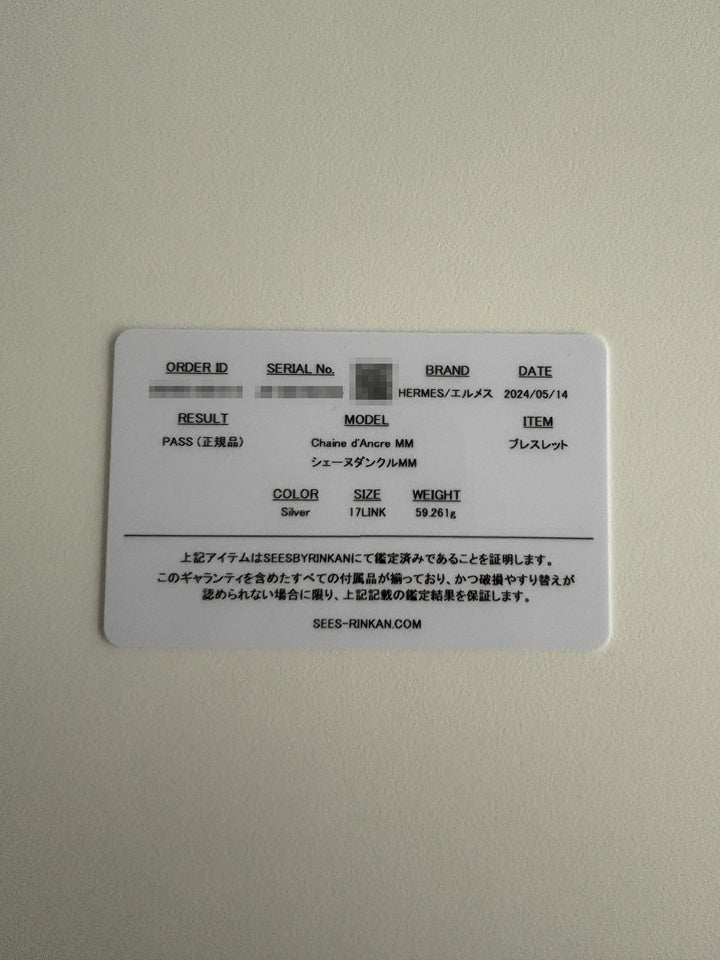 ORDER ID SERIAL No. BRAND DATE
HERMES/エルメス 2024/05/14
RESULT MODEL ITEM
PASS (正規品) Chaine d'Ancre MM ブレスレット
シェーヌダンクルMM
COLOR SIZE WEIGHT
Silver 17LINK 59.261g
上記アイテムはSEESBYRINKANにて鑑定済みであることを証明します。
このギャランティを含めたすべての付属品が揃っており、かつ破損やすり替えが
認められない場合に限り、上記記載の鑑定結果を保証します。
SEES-RINKAN.COM